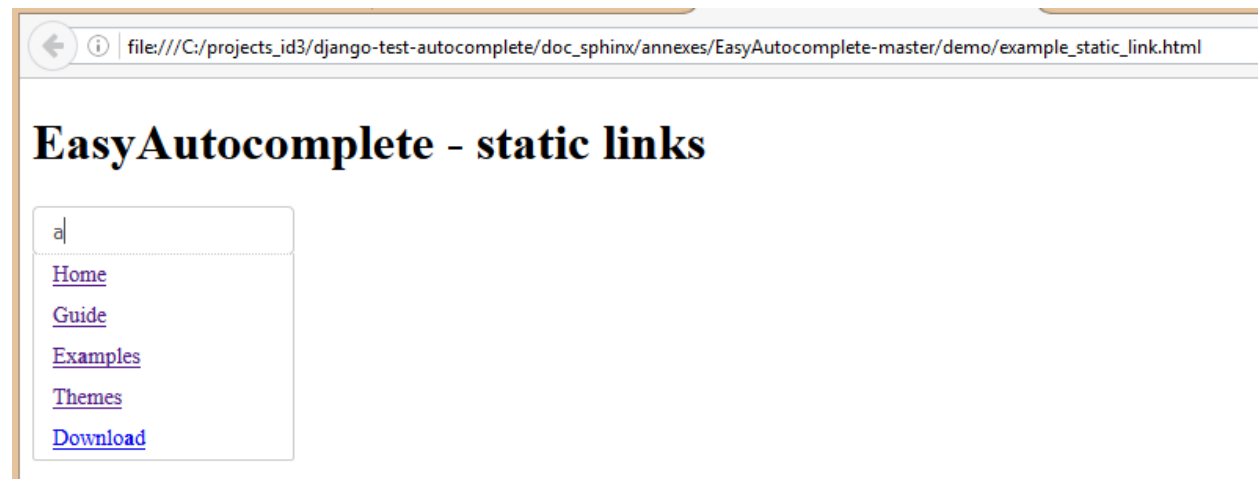 file:///C:/projects_id3/django-test-autocomplete/doc_sphinx/annexes/EasyAutocomplete-master/demo/example_static_link.html
EasyAutocomplete - static links
a
Home
Guide
Examples
Themes
Download